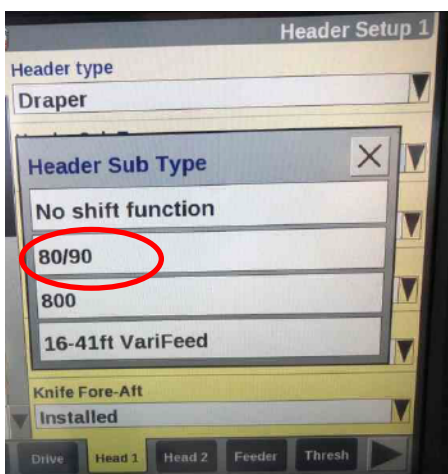 Header Setup 1
Header type
Draper
Header Sub Type
No shift function
80/90
800
16-41ft VariFeed
Knife Fore-Aft
Installed
Drive
Head 1
Head 2
Feeder
Thresh